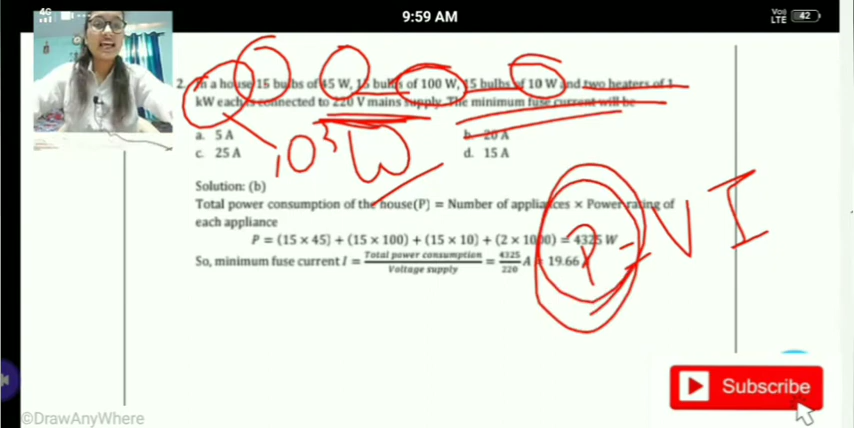 4G
9:59 AM
Vo))
LTE 42
2. In a house 15 bulbs of 45 W, 15 bulbs of 100 W, 15 bulbs of 10 W and two heaters of 1
kW each is connected to 220 V mains supply. The minimum fuse current will be
a. 5 A
b. 20 A
c. 25 A
d. 15 A
10³ W
Solution: (b)
Total power consumption of the house(P) = Number of appliances × Power rating of
each appliance
P = (15 × 45) + (15 × 100) + (15 × 10) + (2 × 1000) = 4325 W
So, minimum fuse current I = Total power consumption / Voltage supply = 4325 / 220 A = 19.66
P = VI
Subscribe
©DrawAnyWhere